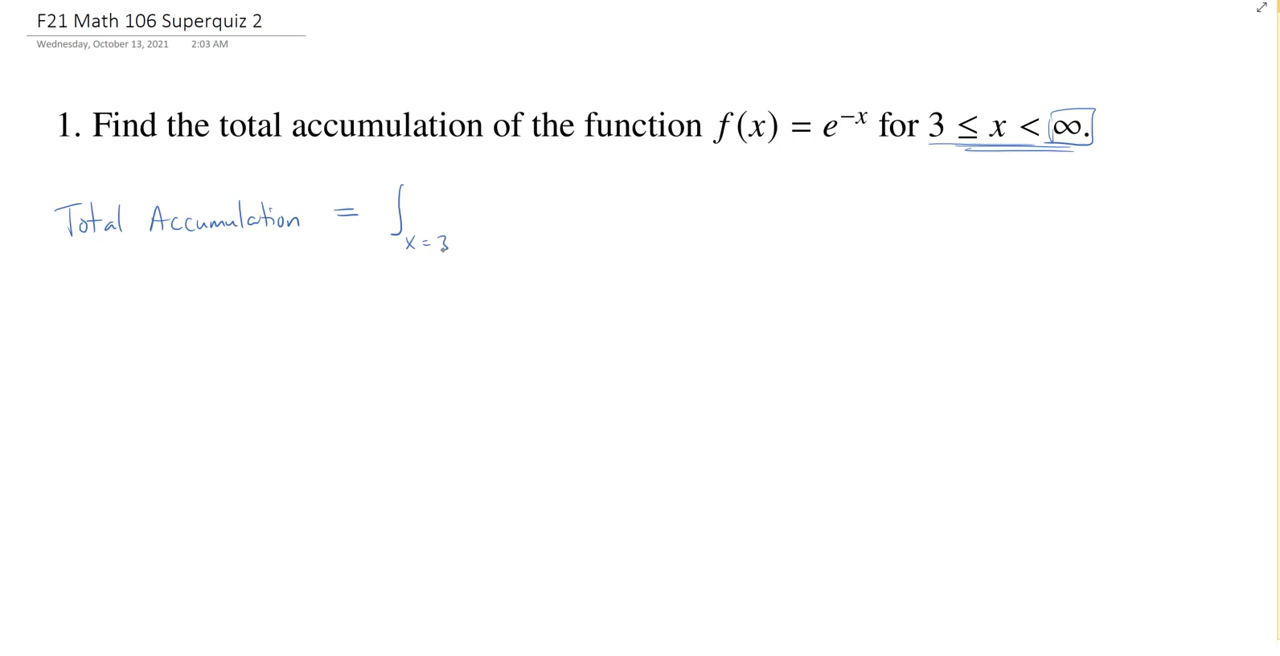 F21 Math 106 Superquiz 2
Wednesday, October 13, 2021 2:03 AM
1. Find the total accumulation of the function f(x) = e⁻ˣ for 3 ≤ x < ∞.
Total Accumulation = ∫ₓ₌₃